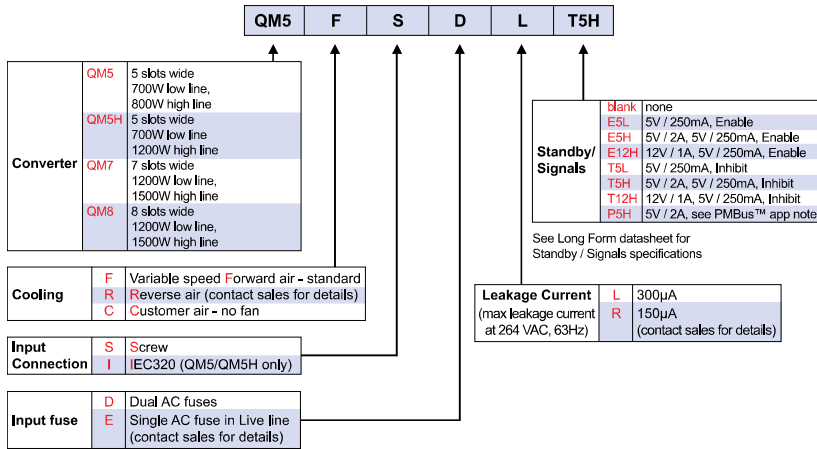 QM5 F S D L T5H
Converter
QM5 5 slots wide
700W low line,
800W high line
QM5H 5 slots wide
700W low line
1200W high line
QM7 7 slots wide
1200W low line,
1500W high line
QM8 8 slots wide
1200W low line,
1500W high line
Standby/
Signals
blank none
E5L 5V / 250mA, Enable
E5H 5V / 2A, 5V / 250mA, Enable
E12H 12V / 1A, 5V / 250mA, Enable
T5L 5V / 250mA, Inhibit
T5H 5V / 2A, 5V / 250mA, Inhibit
T12H 12V / 1A, 5V / 250mA, Inhibit
P5H 5V / 2A, see PMBus™ app note
See Long Form datasheet for
Standby / Signals specifications
Cooling
F Variable speed Forward air - standard
R Reverse air (contact sales for details)
C Customer air - no fan
Leakage Current
(max leakage current
at 264 VAC, 63Hz)
L 300µA
R 150µA
(contact sales for details)
Input
Connection
S Screw
I IEC320 (QM5/QM5H only)
Input fuse
D Dual AC fuses
E Single AC fuse in Live line
(contact sales for details)